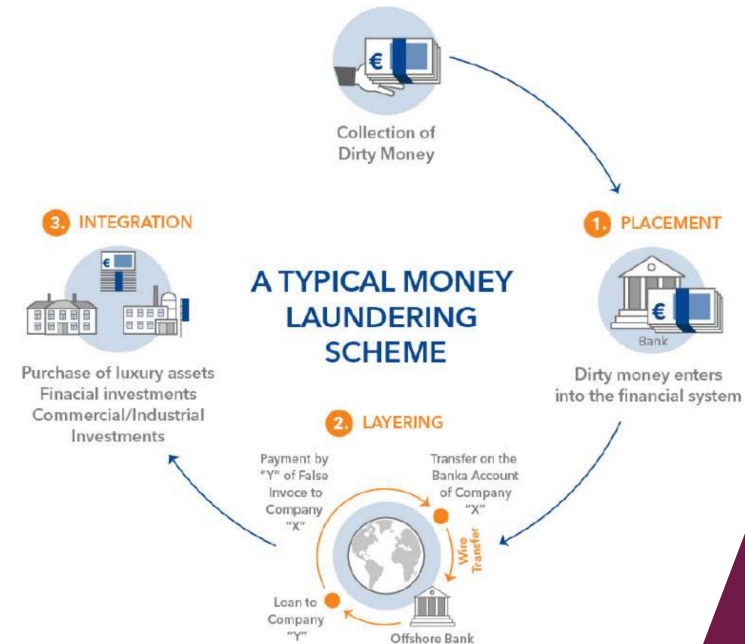 €
Collection of
Dirty Money
3. INTEGRATION
€
Purchase of luxury assets
Finacial investments
Commercial/Industrial
Investments
A TYPICAL MONEY
LAUNDERING
SCHEME
1. PLACEMENT
€
Bank
Dirty money enters
into the financial system
2. LAYERING
Payment by
"Y" of False
Invoce to
Company
"X"
Transfer on the
Banka Account
of Company
"X"
Wire
Transfer
Loan to
Company
"Y"
Offshore Bank